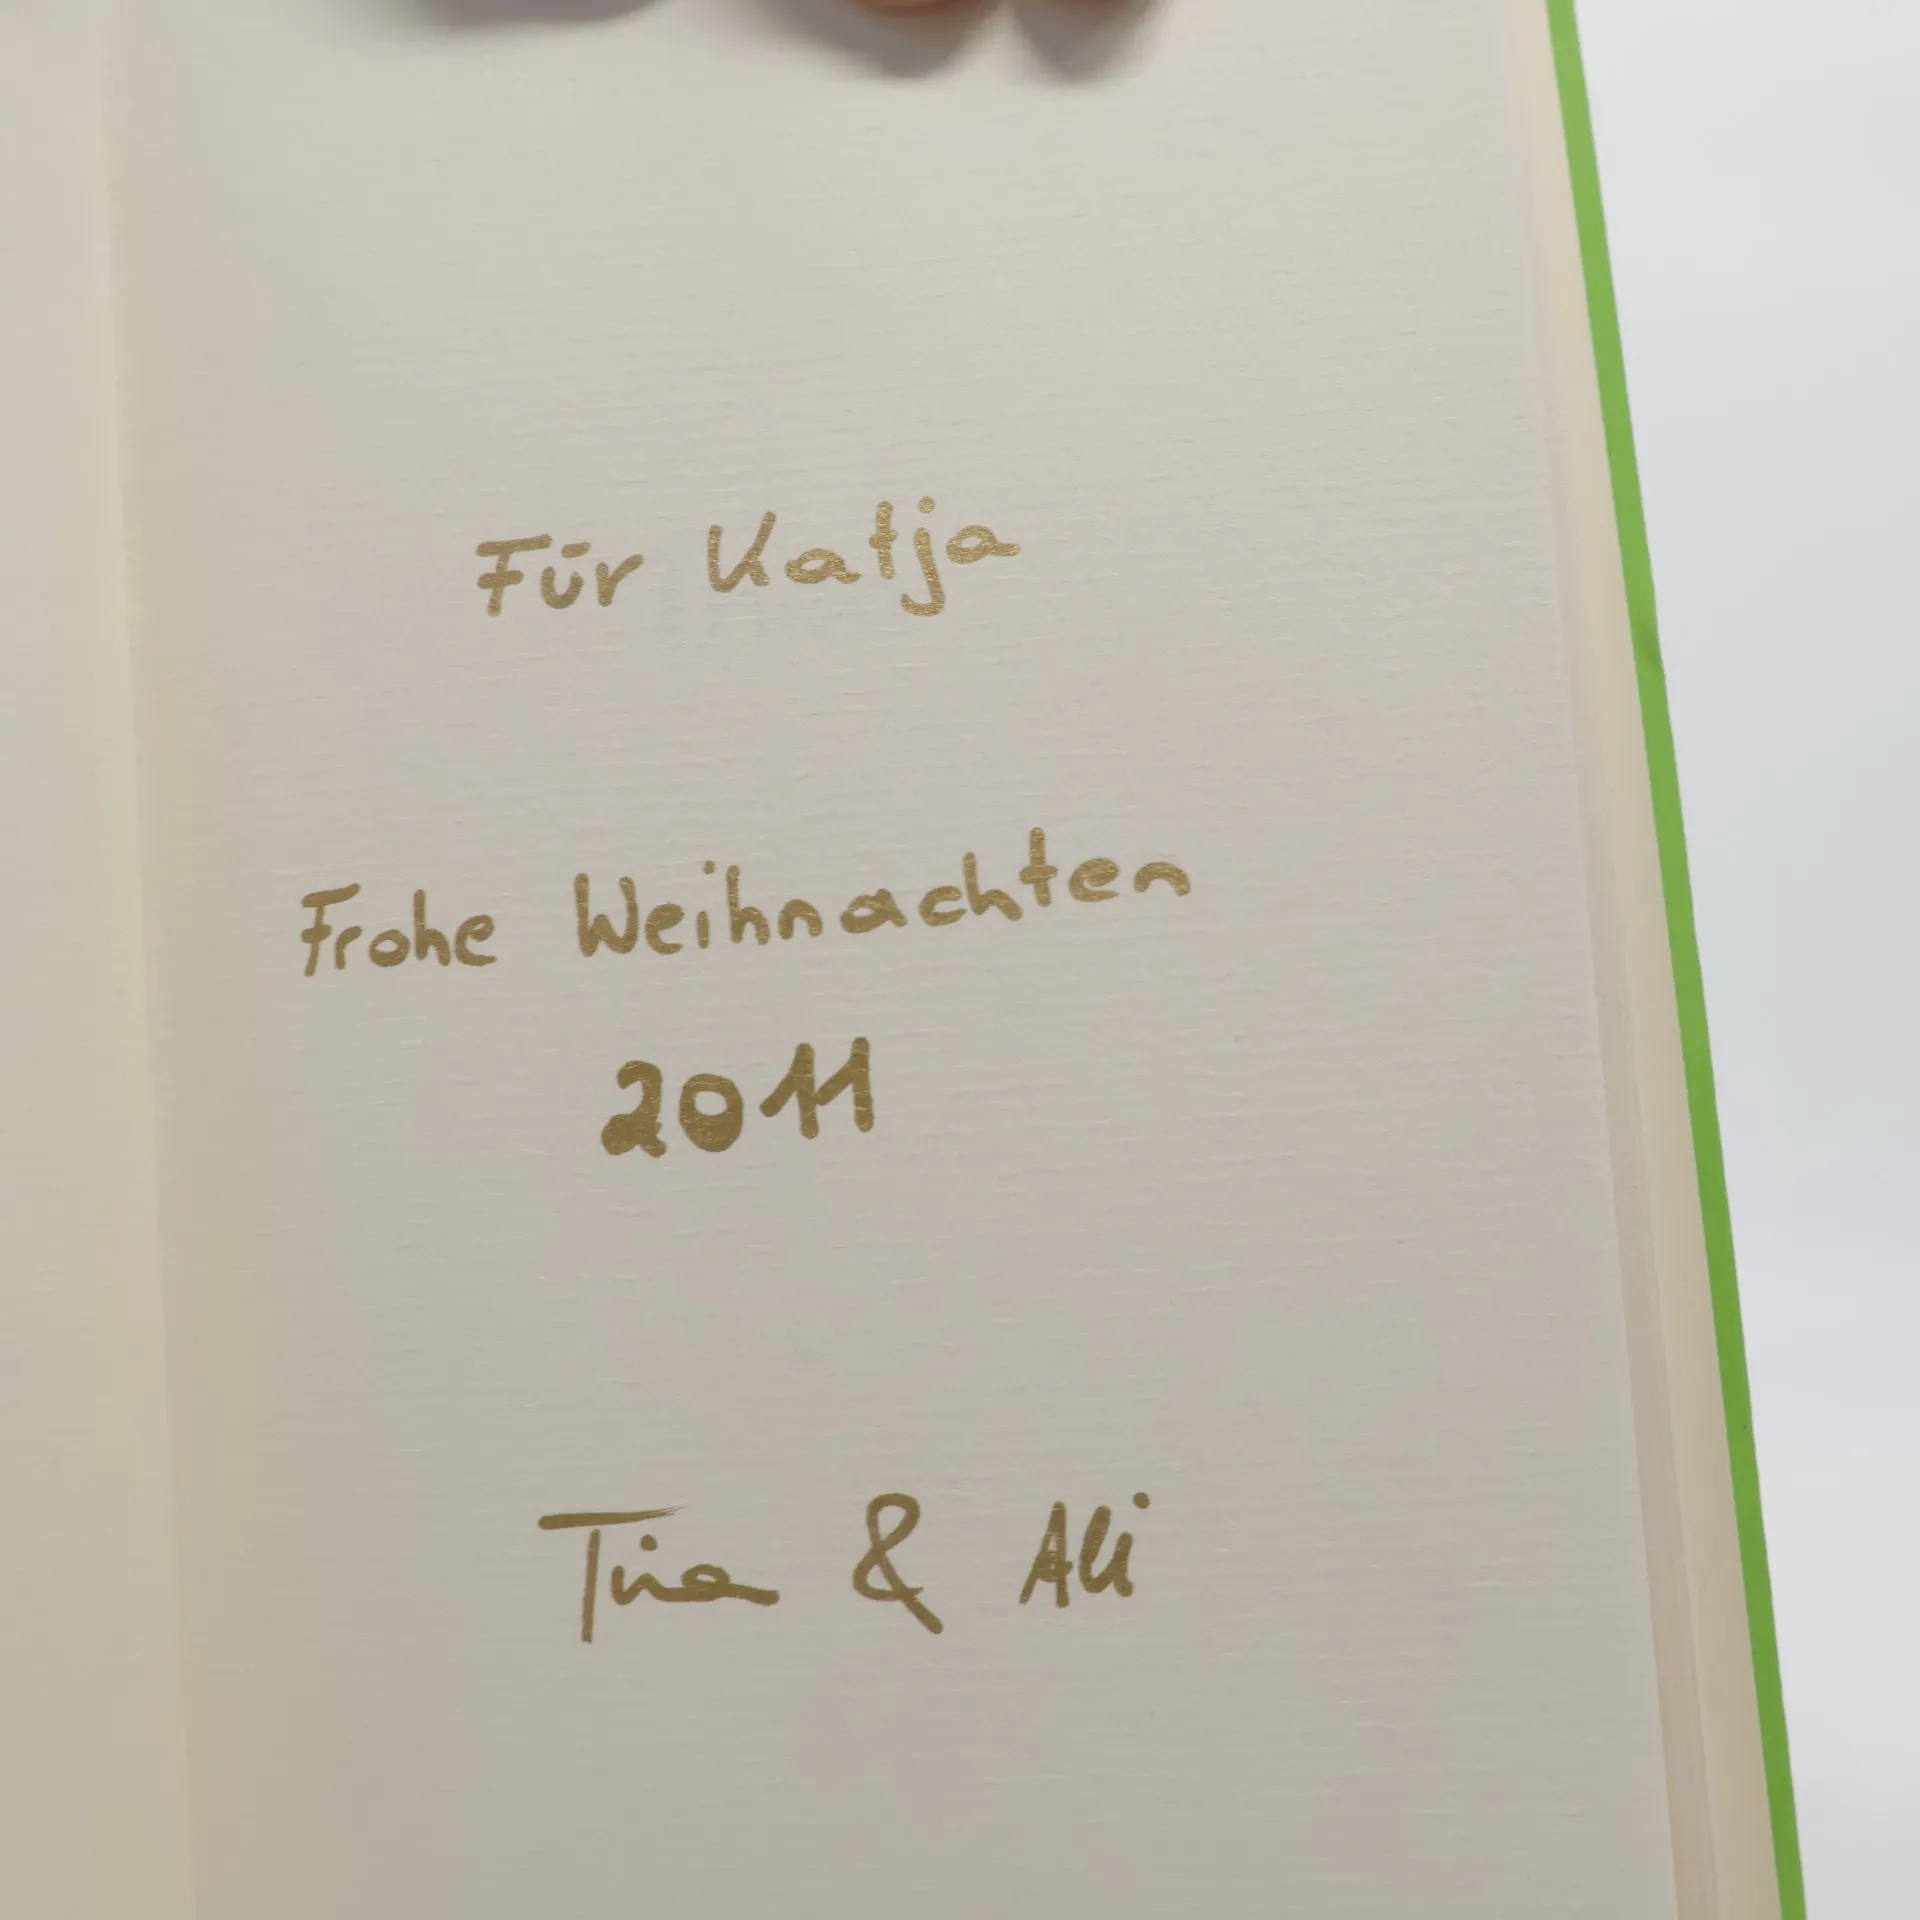 Für Katja
Frohe Weihnachten
2011
Tina & Ali